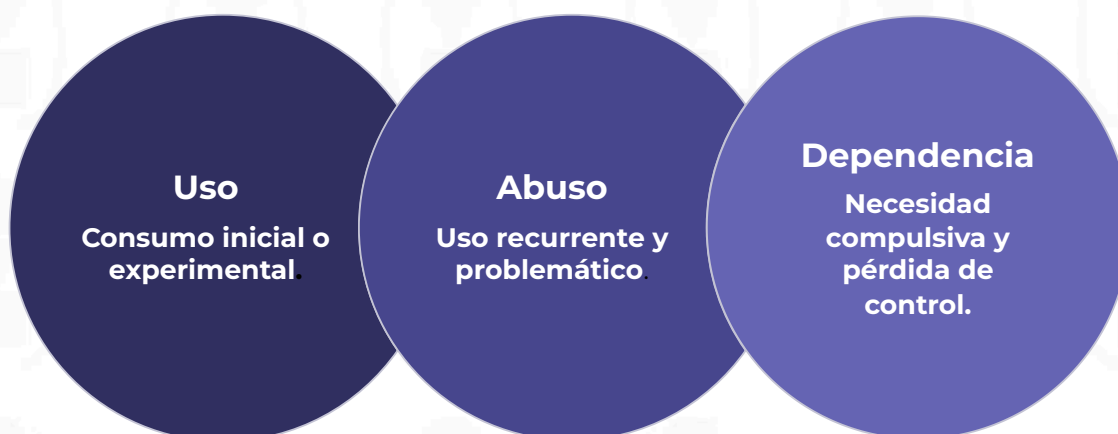 Uso
Consumo inicial o
experimental.
Abuso
Uso recurrente y
problemático.
Dependencia
Necesidad
compulsiva y
pérdida de
control.